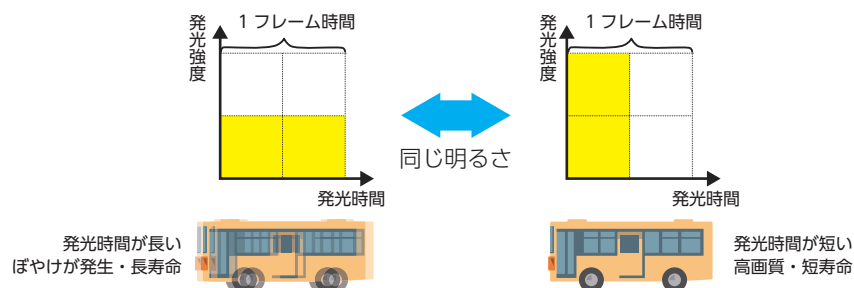 発光強度
1 フレーム時間
発光時間
同じ明るさ
発光強度
1 フレーム時間
発光時間
発光時間が長い
ぼやけが発生・長寿命
発光時間が短い
高画質・短寿命